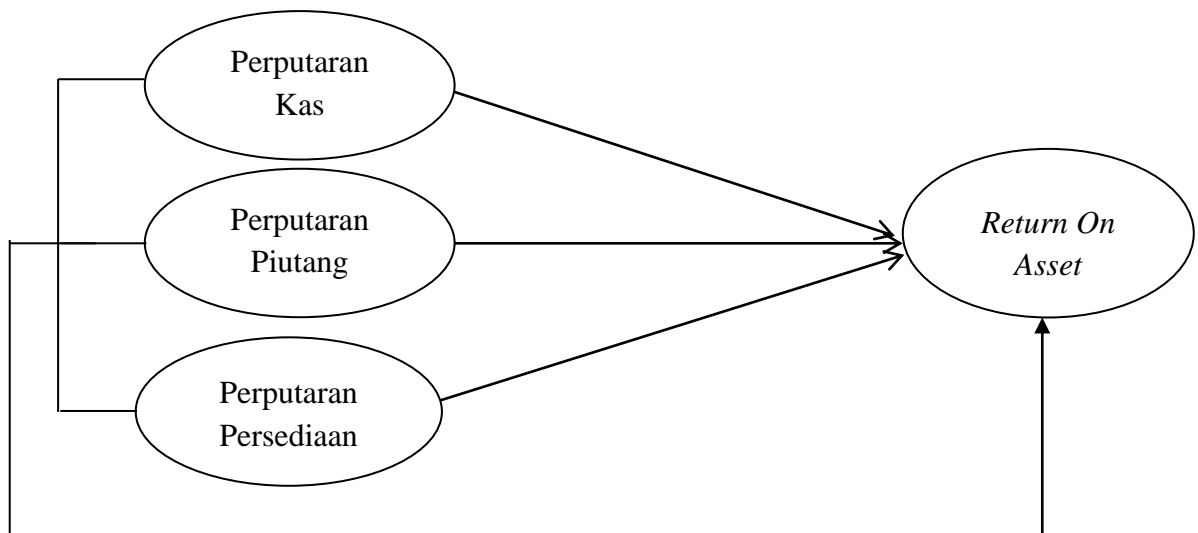 Perputaran
Kas
Perputaran
Piutang
Return On
Asset
Perputaran
Persediaan